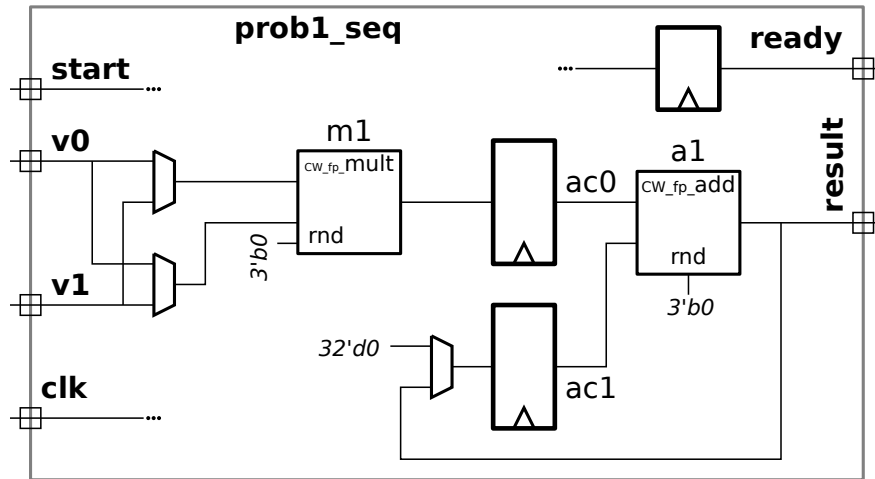 prob1_seq
ready
start
...
...
v0
m1
CW_fp_mult
rnd
3'b0
ac0
a1
CW_fp_add
rnd
3'b0
result
v1
32'd0
ac1
clk
...